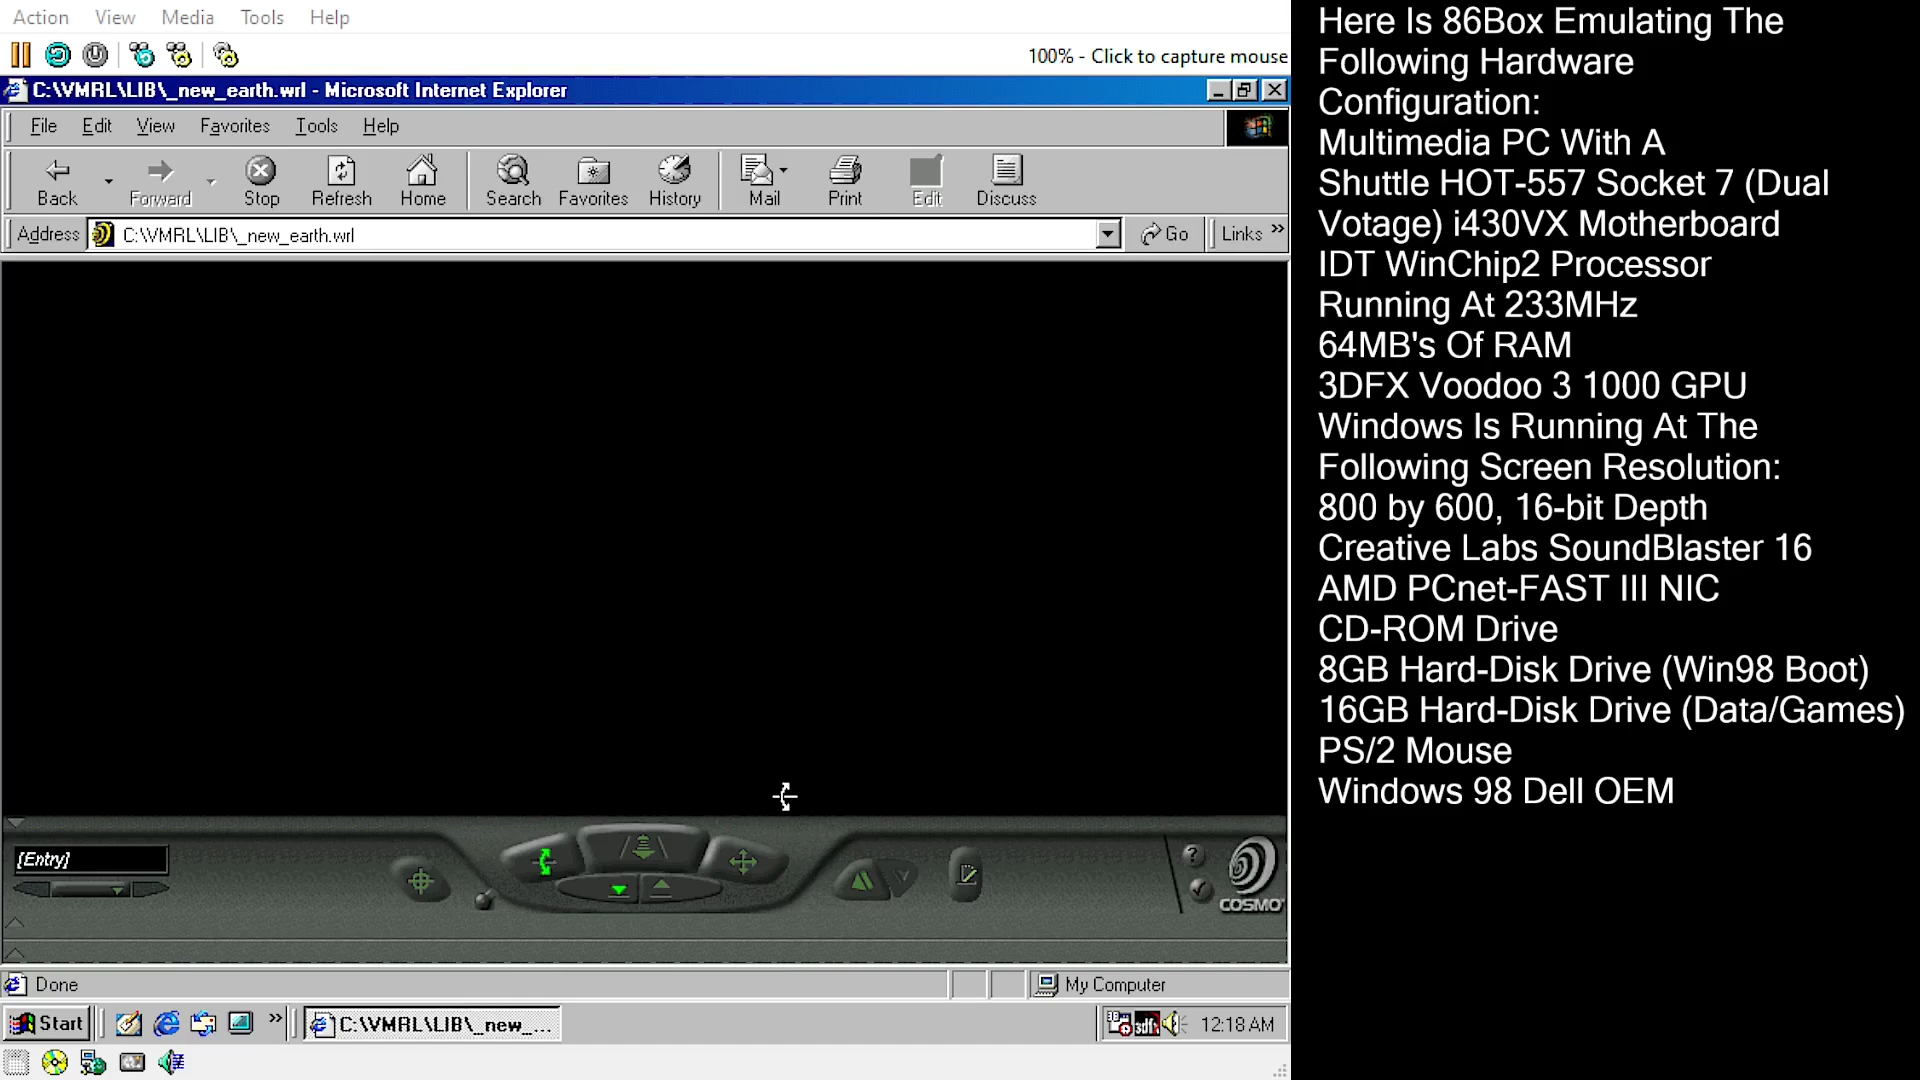 Action View Media Tools Help
100% - Click to capture mouse
C:\VMRL\LIB\_new_earth.wrl - Microsoft Internet Explorer
File Edit View Favorites Tools Help
Back Forward Stop Refresh Home Search Favorites History Mail Print Edit Discuss
Address C:\VMRL\LIB\_new_earth.wrl Go Links »
[Entry]
?
COSMO
Done My Computer
Start » C:\VMRL\LIB\_new_... 3dfx 12:18 AM
Here Is 86Box Emulating The
Following Hardware
Configuration:
Multimedia PC With A
Shuttle HOT-557 Socket 7 (Dual
Votage) i430VX Motherboard
IDT WinChip2 Processor
Running At 233MHz
64MB's Of RAM
3DFX Voodoo 3 1000 GPU
Windows Is Running At The
Following Screen Resolution:
800 by 600, 16-bit Depth
Creative Labs SoundBlaster 16
AMD PCnet-FAST III NIC
CD-ROM Drive
8GB Hard-Disk Drive (Win98 Boot)
16GB Hard-Disk Drive (Data/Games)
PS/2 Mouse
Windows 98 Dell OEM